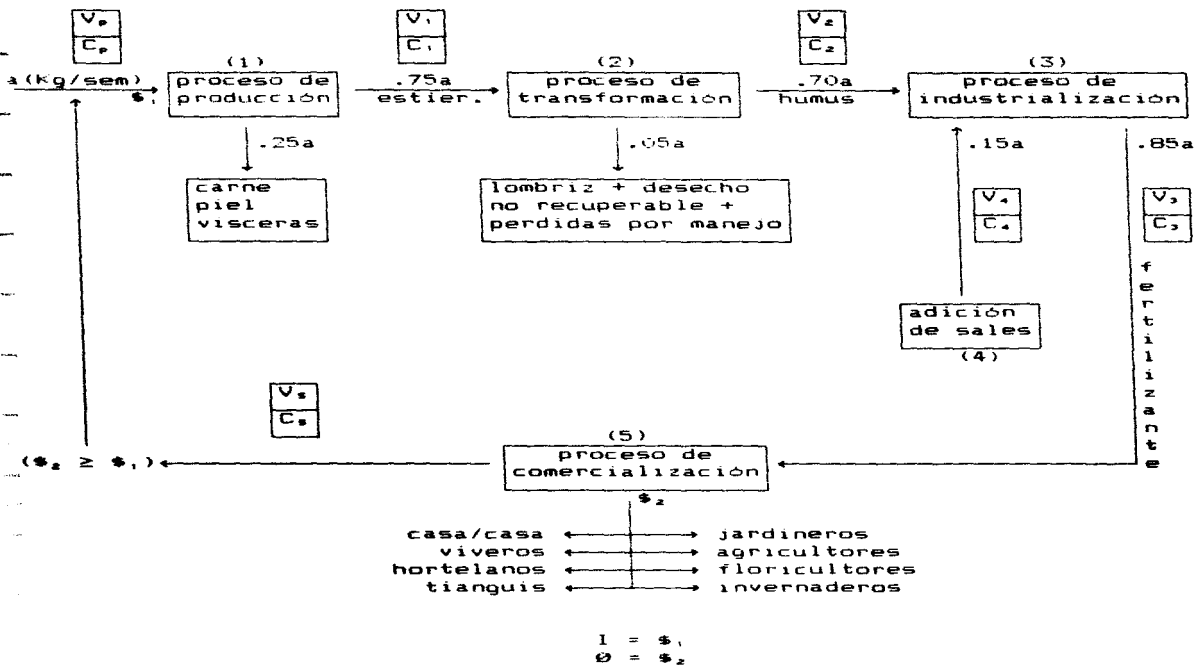 Vₚ
Cₚ
V₁
C₁
V₂
C₂
(1)
(2)
(3)
a(Kg/sem)
$₁
proceso de
producción
.75a
estier.
proceso de
transformación
.70a
humus
proceso de
industrialización
.25a
.05a
.15a
.85a
carne
piel
visceras
lombriz + desecho
no recuperable +
perdidas por manejo
V₄
C₄
V₃
C₃
fertilizante
adición
de sales
(4)
V₅
C₅
(5)
($₂ ≥ $₁)
proceso de
comercialización
$₂
casa/casa
jardineros
viveros
agricultores
hortelanos
floricultores
tianguis
invernaderos
I = $₁
Ø = $₂